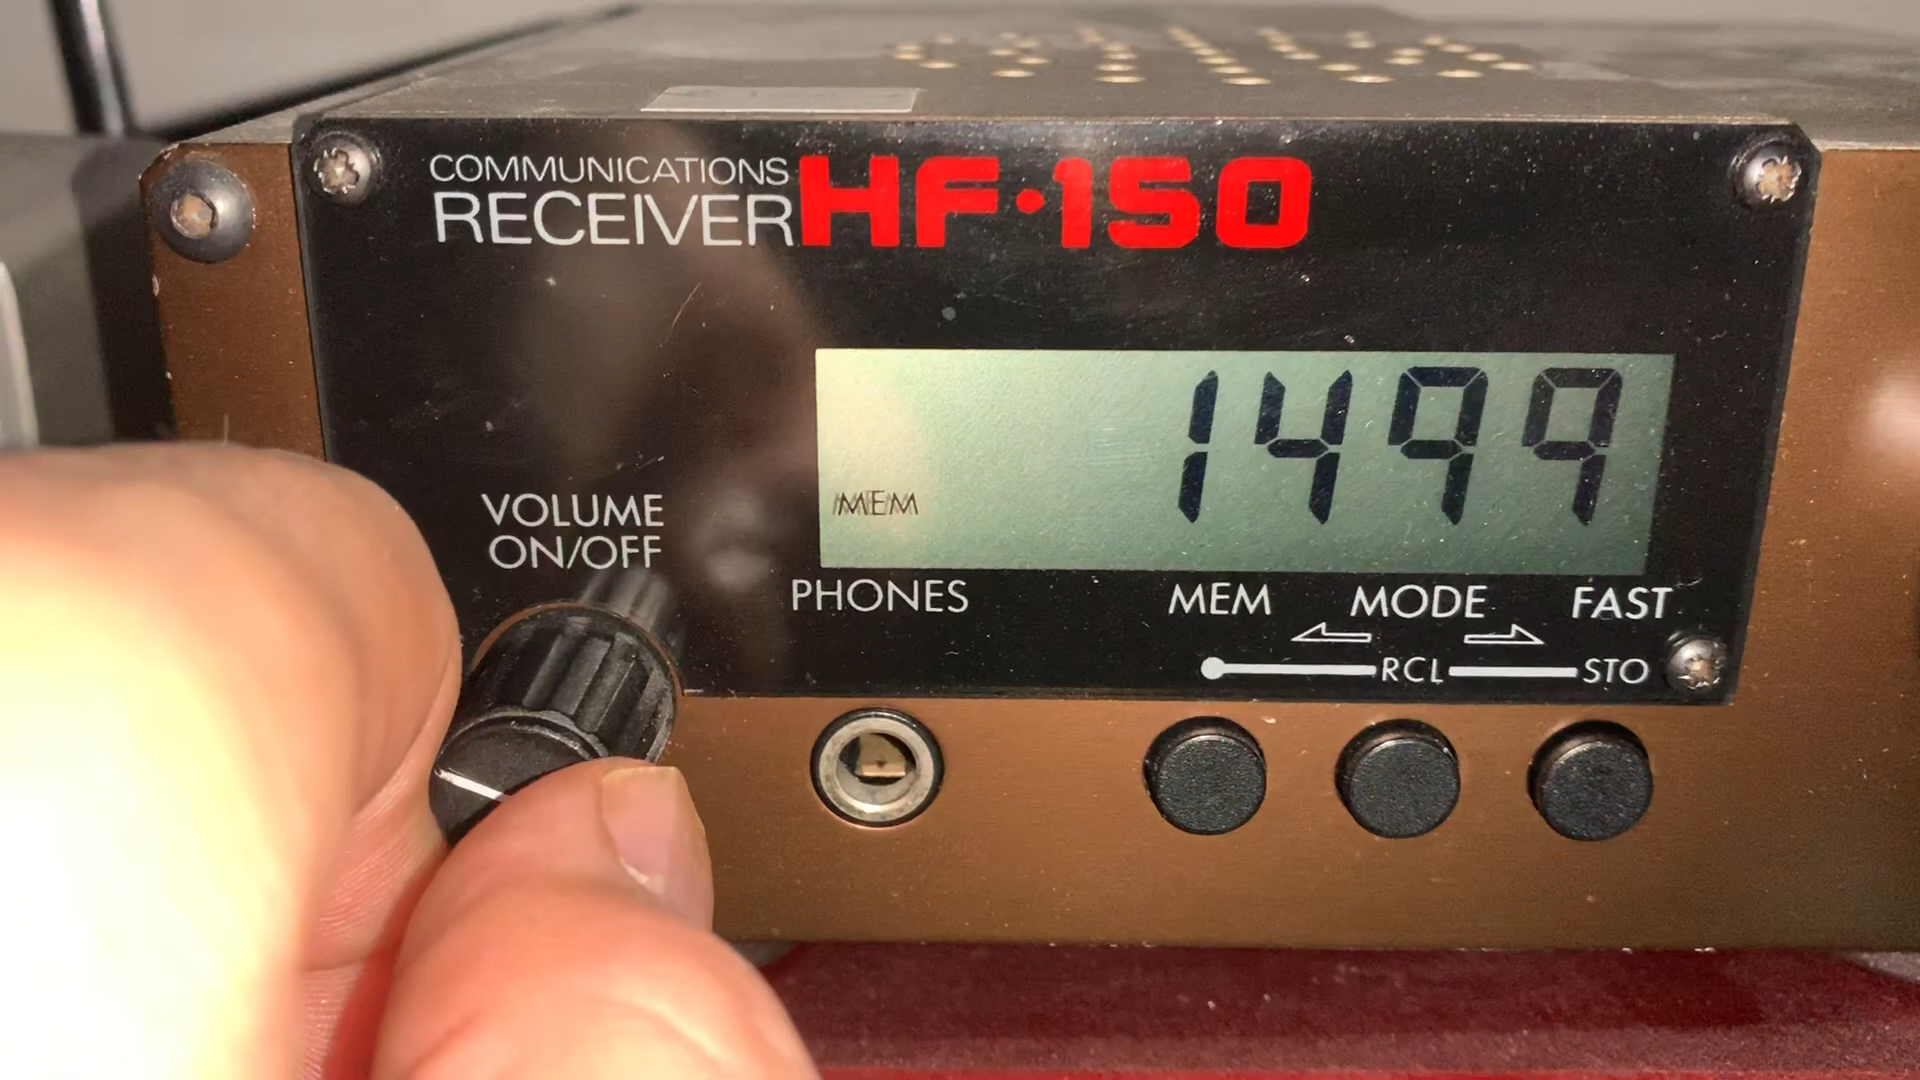 COMMUNICATIONS
RECEIVER HF·150
1499
MEM
VOLUME
ON/OFF
PHONES
MEM MODE FAST
RCL STO